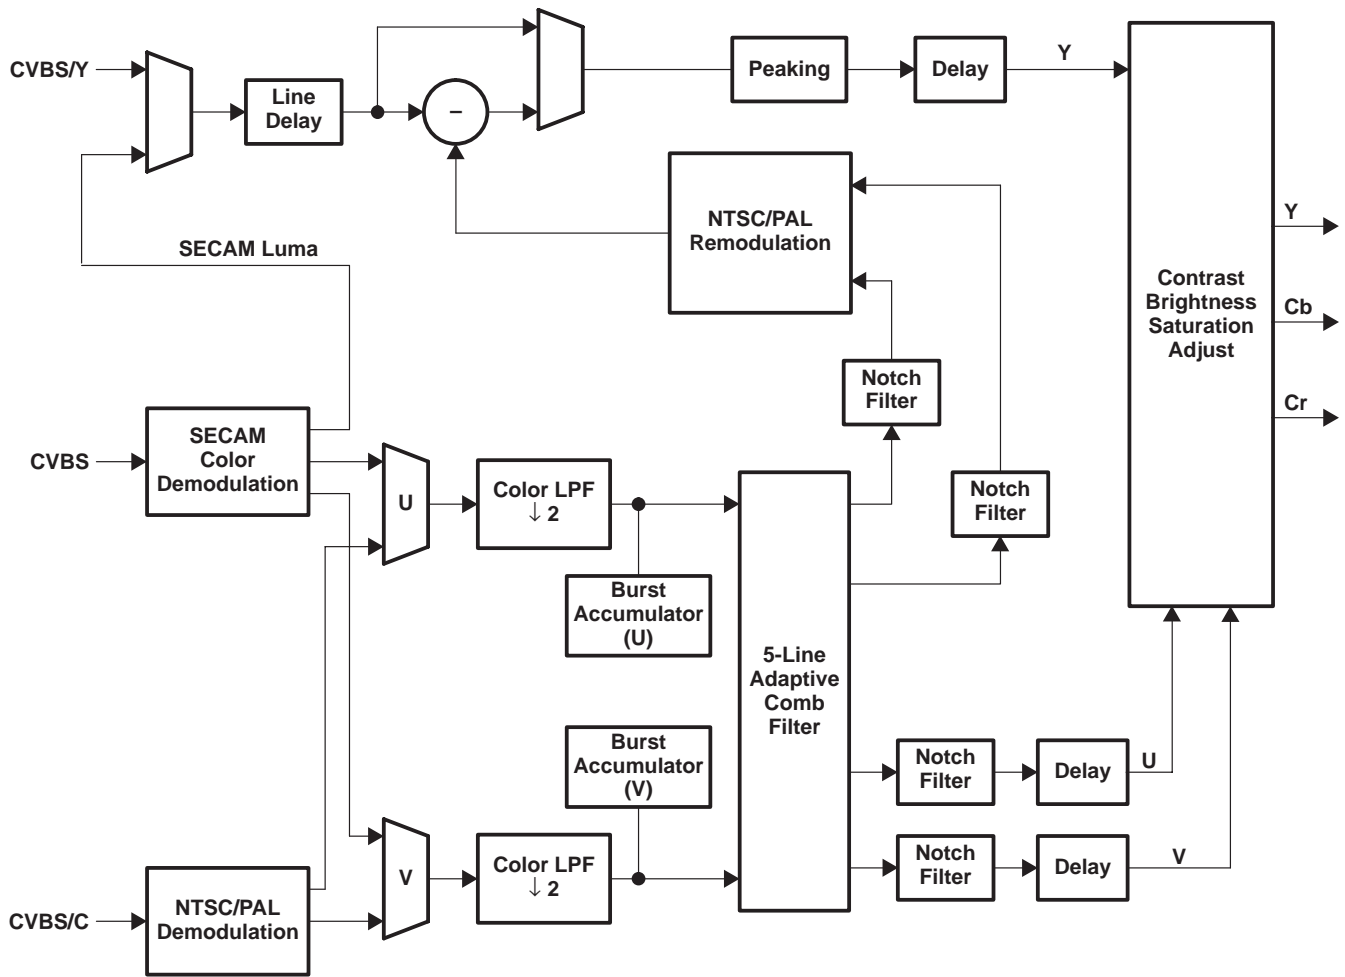 CVBS/Y
Line
Delay
–
Peaking
Delay
Y
NTSC/PAL
Remodulation
SECAM Luma
Contrast
Brightness
Saturation
Adjust
Y
Cb
Cr
Notch
Filter
CVBS
SECAM
Color
Demodulation
U
Color LPF
↓ 2
Notch
Filter
Burst
Accumulator
(U)
5-Line
Adaptive
Comb
Filter
Burst
Accumulator
(V)
Notch
Filter
Delay
U
CVBS/C
NTSC/PAL
Demodulation
V
Color LPF
↓ 2
Notch
Filter
Delay
V